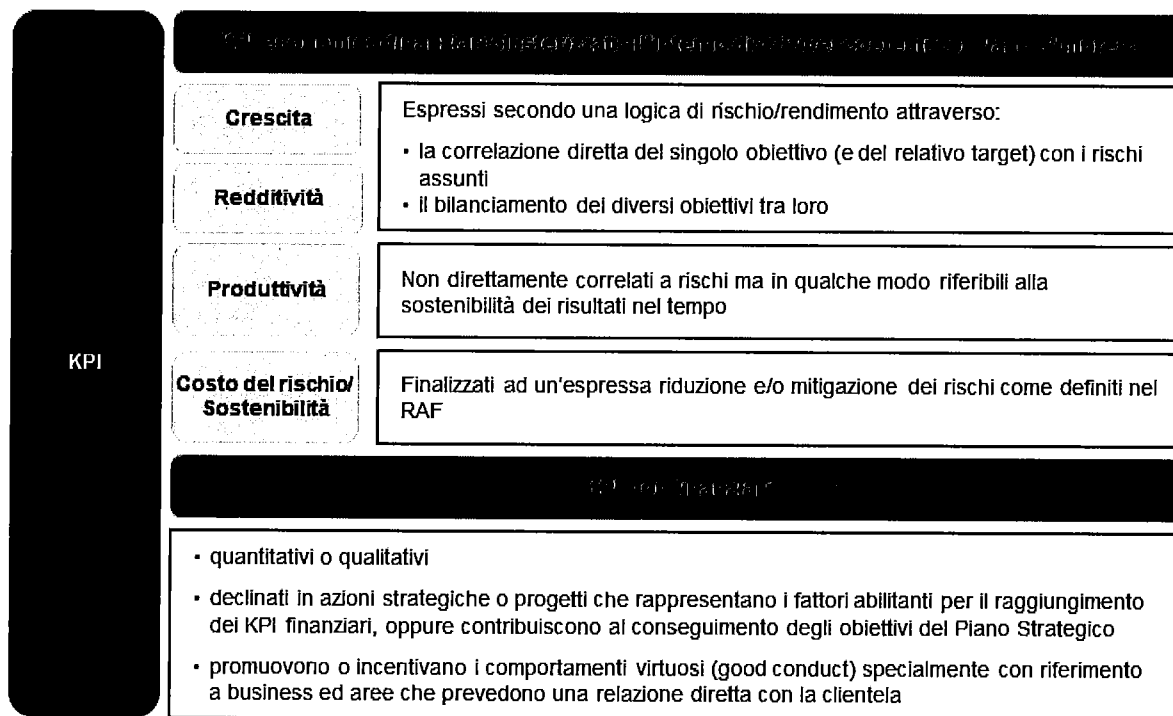 Crescita
Espressi secondo una logica di rischio/rendimento attraverso:
▪ la correlazione diretta del singolo obiettivo (e del relativo target) con i rischi
assunti
▪ il bilanciamento dei diversi obiettivi tra loro
Redditività
Produttività
Non direttamente correlati a rischi ma in qualche modo riferibili alla
sostenibilità dei risultati nel tempo
KPI
Costo del rischio/
Sostenibilità
Finalizzati ad un'espressa riduzione e/o mitigazione dei rischi come definiti nel
RAF
▪ quantitativi o qualitativi
▪ declinati in azioni strategiche o progetti che rappresentano i fattori abilitanti per il raggiungimento
dei KPI finanziari, oppure contribuiscono al conseguimento degli obiettivi del Piano Strategico
▪ promuovono o incentivano i comportamenti virtuosi (good conduct) specialmente con riferimento
a business ed aree che prevedono una relazione diretta con la clientela